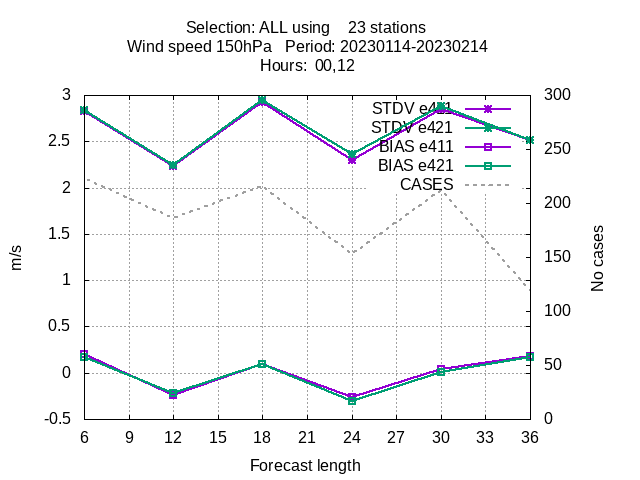 Selection: ALL using 23 stations
Wind speed 150hPa Period: 20230114-20230214
Hours: 00,12
3
2.5
2
1.5
1
0.5
0
-0.5
m/s
STDV e411
STDV e421
BIAS e411
BIAS e421
CASES
300
250
200
150
100
50
0
No cases
6 9 12 15 18 21 24 27 30 33 36
Forecast length